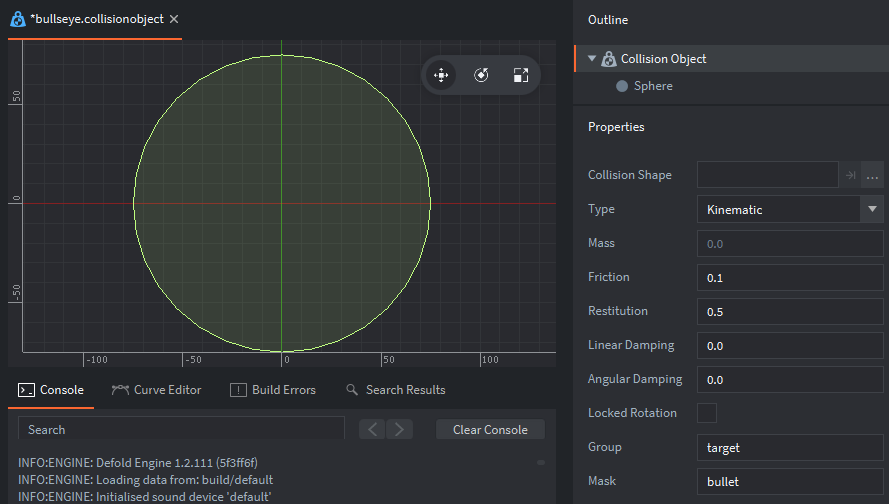 *bullseye.collisionobject
50
0
-50
-100
-50
0
50
100
Console
Curve Editor
Build Errors
Search Results
Search
Clear Console
INFO:ENGINE: Defold Engine 1.2.111 (5f3ff6f)
INFO:ENGINE: Loading data from: build/default
INFO:ENGINE: Initialised sound device 'default'
Outline
Collision Object
Sphere
Properties
Collision Shape
...
Type Kinematic
Mass 0.0
Friction 0.1
Restitution 0.5
Linear Damping 0.0
Angular Damping 0.0
Locked Rotation
Group target
Mask bullet